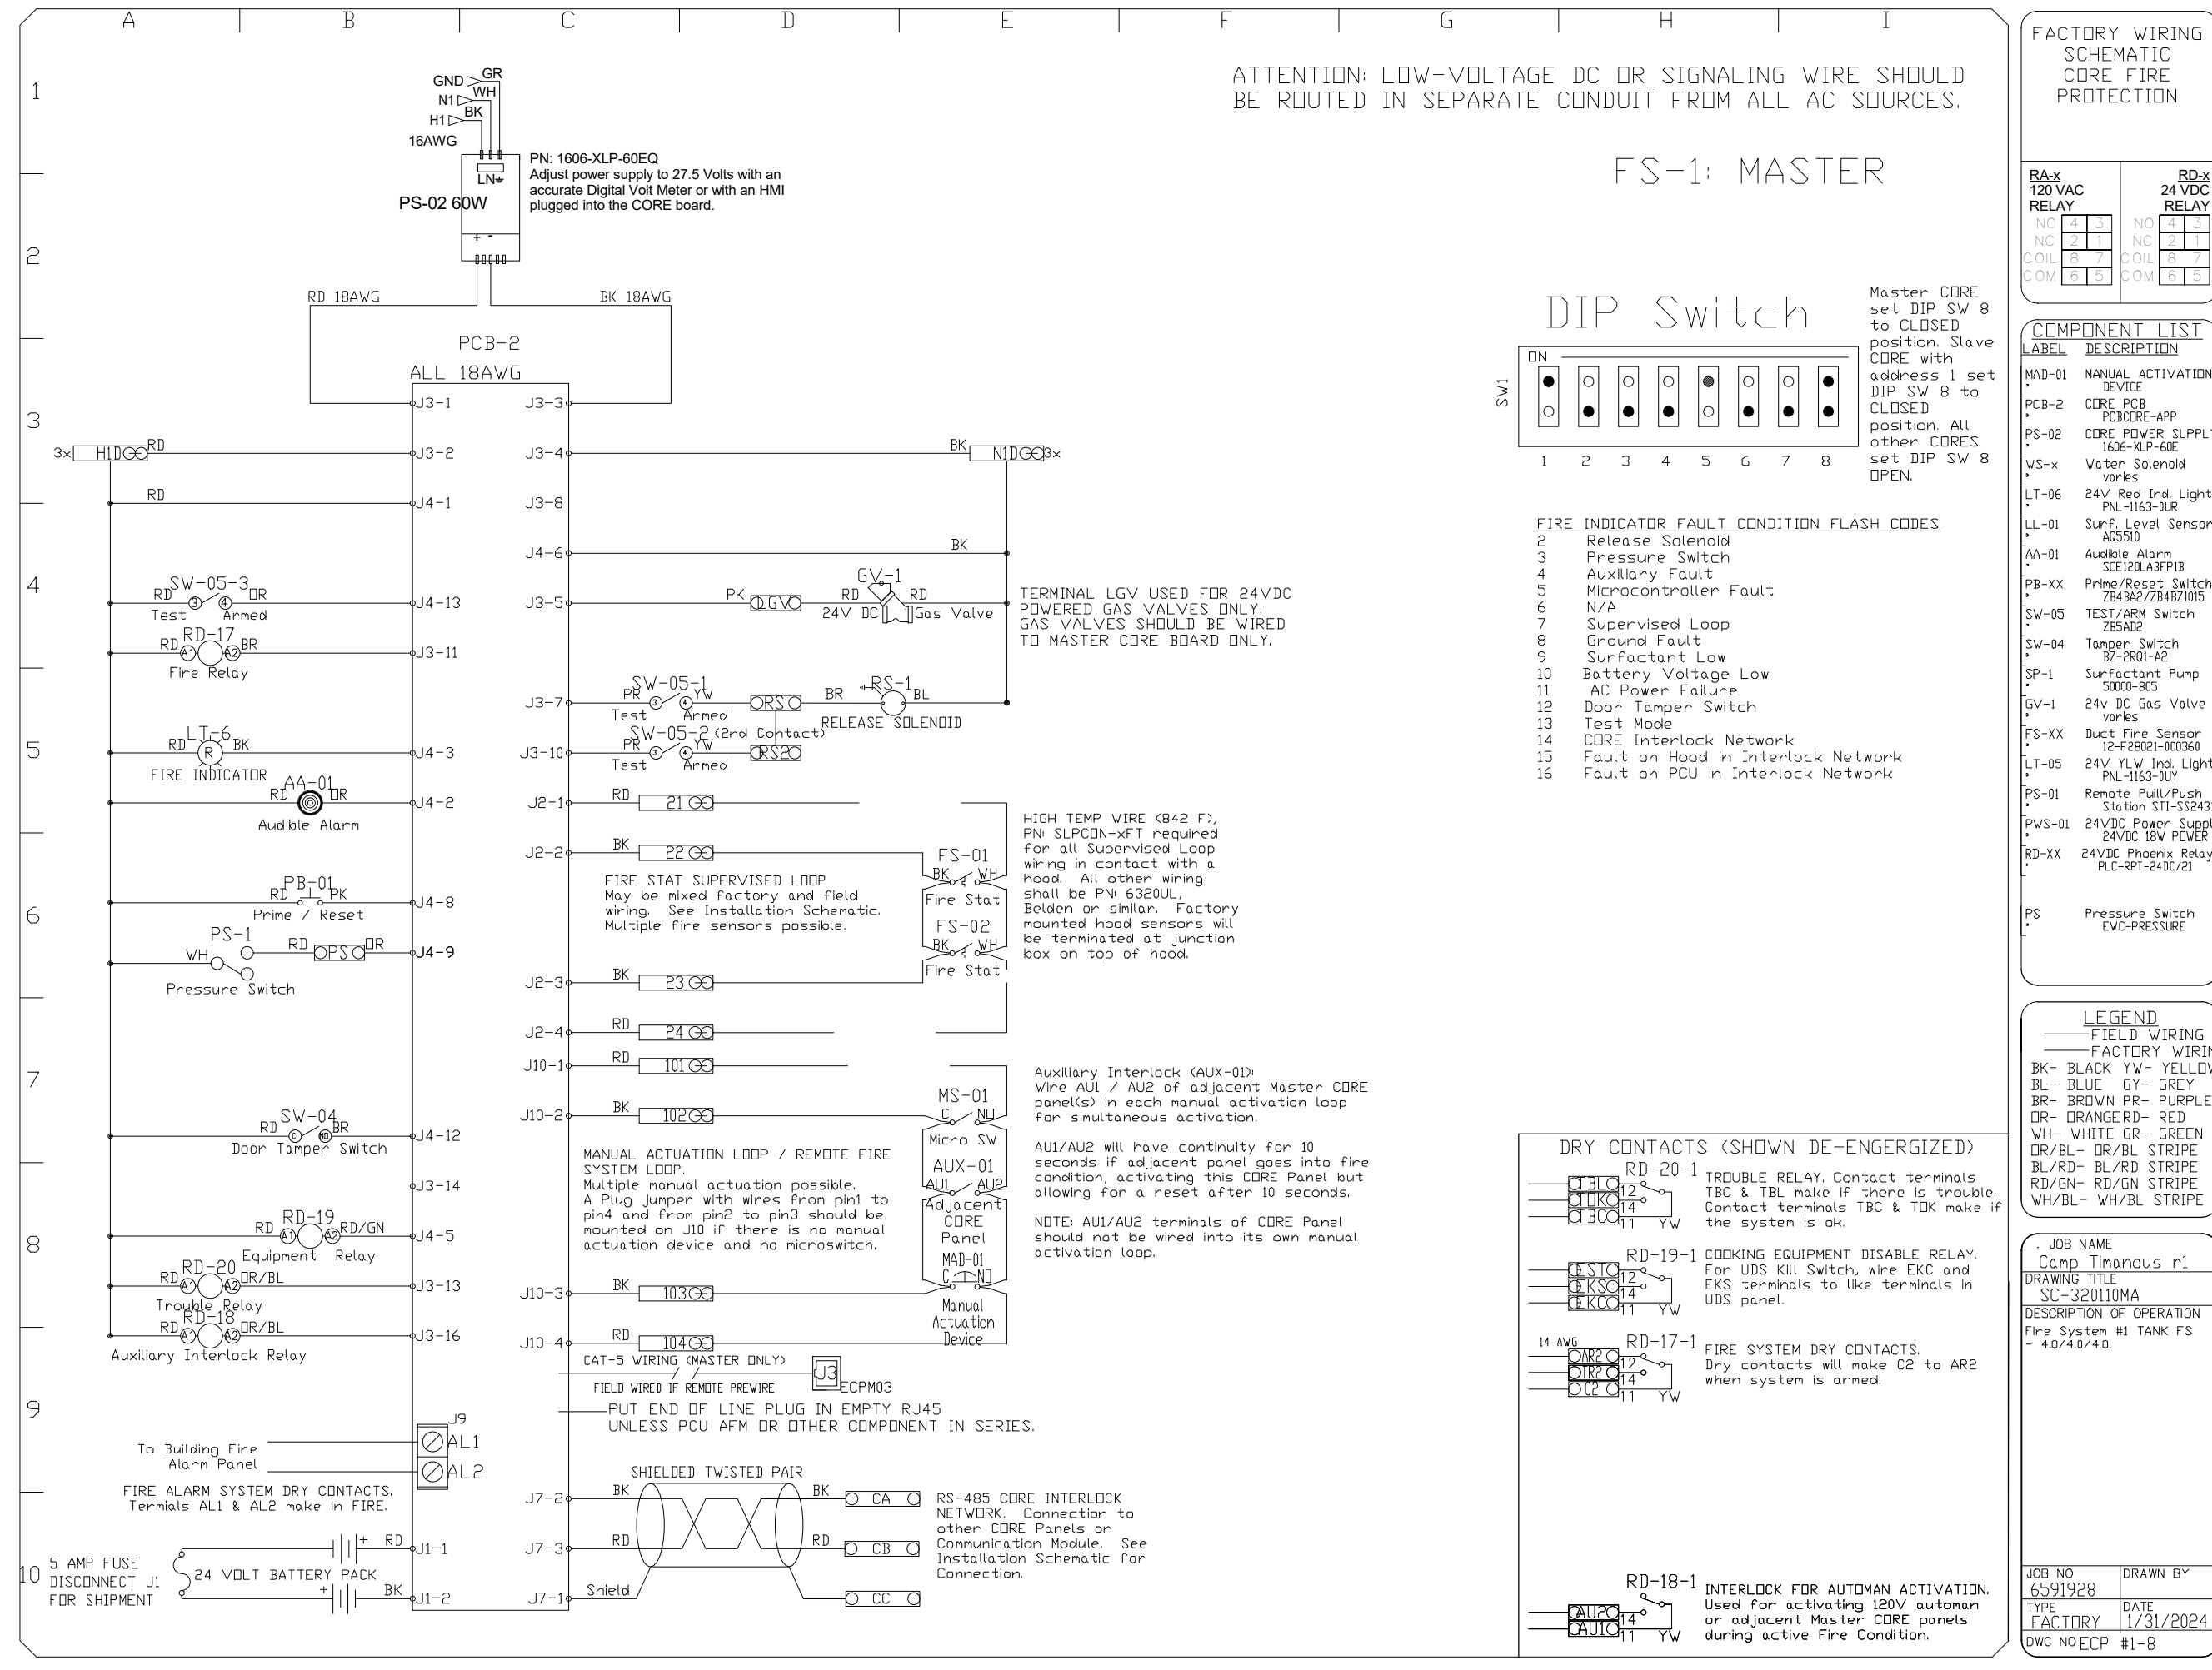 A B C D E F G H I
1
2
3
4
5
6
7
8
9
10
GND GR
WH
N1
BK
H1
16AWG
LN
PS-02 60W
+ -
PN: 1606-XLP-60EQ
Adjust power supply to 27.5 Volts with an
accurate Digital Volt Meter or with an HMI
plugged into the CORE board.
RD 18AWG
BK 18AWG
PCB-2
ALL 18AWG
ATTENTION: LOW-VOLTAGE DC OR SIGNALING WIRE SHOULD
BE ROUTED IN SEPARATE CONDUIT FROM ALL AC SOURCES.
FS-1: MASTER
DIP Switch
ON
SW1
1 2 3 4 5 6 7 8
Master CORE
set DIP SW 8
to CLOSED
position. Slave
CORE with
address 1 set
DIP SW 8 to
CLOSED
position. All
other CORES
set DIP SW 8
OPEN.
FIRE INDICATOR FAULT CONDITION FLASH CODES
2 Release Solenoid
3 Pressure Switch
4 Auxiliary Fault
5 Microcontroller Fault
6 N/A
7 Supervised Loop
8 Ground Fault
9 Surfactant Low
10 Battery Voltage Low
11 AC Power Failure
12 Door Tamper Switch
13 Test Mode
14 CORE Interlock Network
15 Fault on Hood in Interlock Network
16 Fault on PCU in Interlock Network
J3-1 J3-3
3x H1D RD J3-2 J3-4 BK N1D 3x
RD J4-1 J3-8
J4-6 BK
SW-05-3
RD 3 4 OR J4-13
Test Armed
J3-5 PK LGV RD GV-1 RD
24V DC Gas Valve
TERMINAL LGV USED FOR 24VDC
POWERED GAS VALVES ONLY.
GAS VALVES SHOULD BE WIRED
TO MASTER CORE BOARD ONLY.
RD-17
RD A1 A2 BR J3-11
Fire Relay
SW-05-1
J3-7 PR 3 4 YW RS BR RS-1 BL
Test Armed RELEASE SOLENOID
SW-05-2 (2nd Contact)
J3-10 PR 3 4 YW RS2
Test Armed
LT-6
RD R BK J4-3
FIRE INDICATOR
AA-01
RD OR J4-2
Audible Alarm
J2-1 RD 21
J2-2 BK 22
FIRE STAT SUPERVISED LOOP
May be mixed factory and field
wiring. See Installation Schematic.
Multiple fire sensors possible.
FS-01
BK WH
Fire Stat
FS-02
BK WH
Fire Stat
HIGH TEMP WIRE (842 F),
PN: SLPCON-xFT required
for all Supervised Loop
wiring in contact with a
hood. All other wiring
shall be PN: 6320UL,
Belden or similar. Factory
mounted hood sensors will
be terminated at junction
box on top of hood.
PB-01
RD PK J4-8
Prime / Reset
PS-1
WH RD PS OR J4-9
Pressure Switch
J2-3 BK 23
J2-4 RD 24
J10-1 RD 101
J10-2 BK 102
MS-01
C NO
Micro SW
AUX-01
AU1 AU2
Adjacent
CORE
Panel
MAD-01
C NO
Manual
Actuation
Device
Auxiliary Interlock (AUX-01):
Wire AU1 / AU2 of adjacent Master CORE
panel(s) in each manual activation loop
for simultaneous activation.
AU1/AU2 will have continuity for 10
seconds if adjacent panel goes into fire
condition, activating this CORE Panel but
allowing for a reset after 10 seconds.
NOTE: AU1/AU2 terminals of CORE Panel
should not be wired into its own manual
activation loop.
SW-04
RD C NO BR J4-12
Door Tamper Switch
J3-14
MANUAL ACTUATION LOOP / REMOTE FIRE
SYSTEM LOOP.
Multiple manual actuation possible.
A Plug jumper with wires from pin1 to
pin4 and from pin2 to pin3 should be
mounted on J10 if there is no manual
actuation device and no microswitch.
RD-19
RD A1 A2 RD/GN J4-5
Equipment Relay
RD-20
RD A1 A2 OR/BL J3-13
Trouble Relay
RD-18
RD A1 A2 OR/BL J3-16
Auxiliary Interlock Relay
J10-3 BK 103
J10-4 RD 104
CAT-5 WIRING (MASTER ONLY)
J3
FIELD WIRED IF REMOTE PREWIRE ECPM03
PUT END OF LINE PLUG IN EMPTY RJ45
UNLESS PCU AFM OR OTHER COMPONENT IN SERIES.
J9
AL1
AL2
To Building Fire
Alarm Panel
FIRE ALARM SYSTEM DRY CONTACTS.
Termials AL1 & AL2 make in FIRE.
SHIELDED TWISTED PAIR
J7-2 BK BK CA
J7-3 RD RD CB
J7-1 Shield CC
RS-485 CORE INTERLOCK
NETWORK. Connection to
other CORE Panels or
Communication Module. See
Installation Schematic for
Connection.
5 AMP FUSE
DISCONNECT J1
FOR SHIPMENT
+ RD J1-1
24 VOLT BATTERY PACK
+ BK J1-2
DRY CONTACTS (SHOWN DE-ENGERGIZED)
RD-20-1
TBL
TOK 12
14
TBC 11 YW
TROUBLE RELAY. Contact terminals
TBC & TBL make if there is trouble.
Contact terminals TBC & TOK make if
the system is ok.
RD-19-1
EST
EKS 12
14
EKC 11 YW
COOKING EQUIPMENT DISABLE RELAY.
For UDS Kill Switch, wire EKC and
EKS terminals to like terminals in
UDS panel.
14 AWG RD-17-1
AR2
TR2 12
14
C2 11 YW
FIRE SYSTEM DRY CONTACTS.
Dry contacts will make C2 to AR2
when system is armed.
RD-18-1
AU2 14
AU1 11 YW
INTERLOCK FOR AUTOMAN ACTIVATION.
Used for activating 120V automan
or adjacent Master CORE panels
during active Fire Condition.
FACTORY WIRING
SCHEMATIC
CORE FIRE
PROTECTION
RA-x
120 VAC
RELAY
NO 4 3
NC 2 1
COIL 8 7
COM 6 5
RD-x
24 VDC
RELAY
NO 4 3
NC 2 1
COIL 8 7
COM 6 5
COMPONENT LIST
LABEL DESCRIPTION
MAD-01 MANUAL ACTIVATION
DEVICE
PCB-2 CORE PCB
PCBCORE-APP
PS-02 CORE POWER SUPPLY
1606-XLP-60E
WS-x Water Solenoid
varies
LT-06 24V Red Ind. Light
PNL-1163-0UR
LL-01 Surf. Level Sensor
AQ5510
AA-01 Audible Alarm
SCE120LA3FP1B
PB-XX Prime/Reset Switch
ZB4BA2/ZB4BZ1015
SW-05 TEST/ARM Switch
ZB5AD2
SW-04 Tamper Switch
BZ-2RQ1-A2
SP-1 Surfactant Pump
50000-805
GV-1 24v DC Gas Valve
varies
FS-XX Duct Fire Sensor
12-F28021-000360
LT-05 24V YLW Ind. Light
PNL-1163-0UY
PS-01 Remote Pull/Push
Station STI-SS243
PWS-01 24VDC Power Suppl
24VDC 18W POWER
RD-XX 24VDC Phoenix Relay
PLC-RPT-24DC/21
PS Pressure Switch
EWC-PRESSURE
LEGEND
FIELD WIRING
FACTORY WIRIN
BK- BLACK YW- YELLOW
BL- BLUE GY- GREY
BR- BROWN PR- PURPLE
OR- ORANGE RD- RED
WH- WHITE GR- GREEN
OR/BL- OR/BL STRIPE
BL/RD- BL/RD STRIPE
RD/GN- RD/GN STRIPE
WH/BL- WH/BL STRIPE
JOB NAME
Camp Timanous r1
DRAWING TITLE
SC-320110MA
DESCRIPTION OF OPERATION
Fire System #1 TANK FS
- 4.0/4.0/4.0.
JOB NO
6591928
DRAWN BY
TYPE
FACTORY
DATE
1/31/2024
DWG NO ECP #1-8